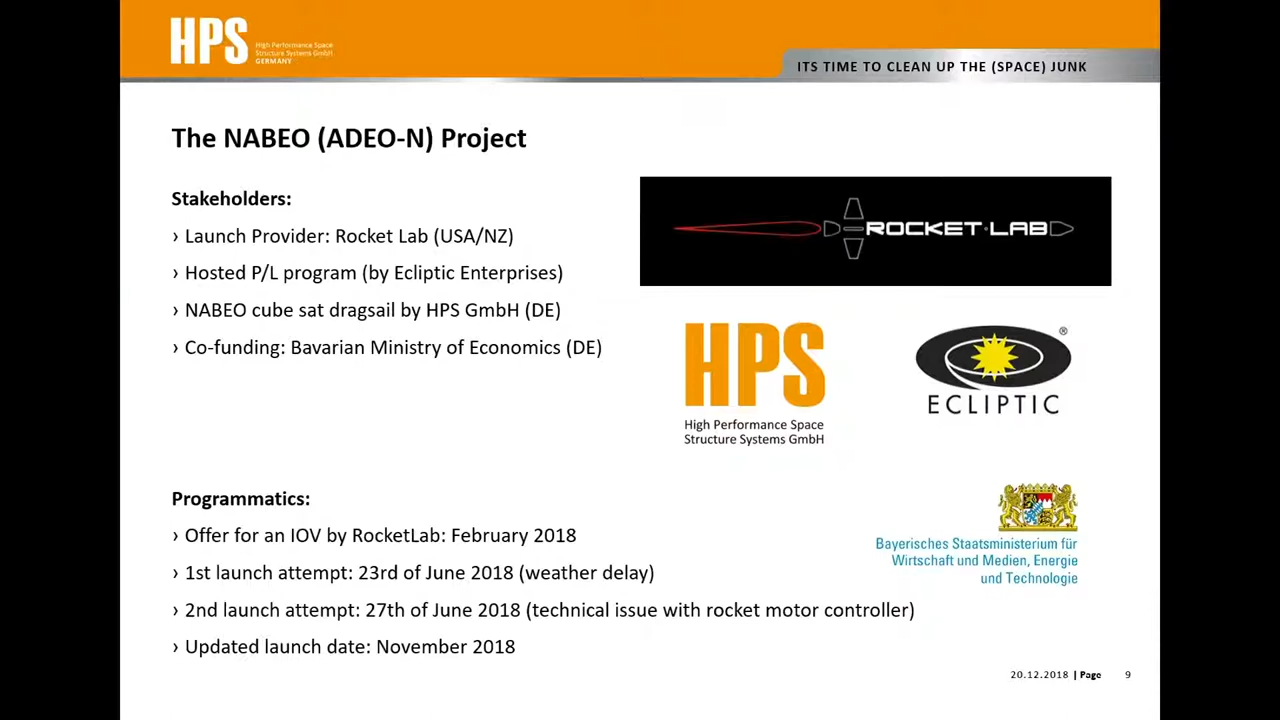 HPS
High Performance Space
Structure Systems GmbH
GERMANY
ITS TIME TO CLEAN UP THE (SPACE) JUNK
The NABEO (ADEO-N) Project
Stakeholders:
› Launch Provider: Rocket Lab (USA/NZ)
› Hosted P/L program (by Ecliptic Enterprises)
› NABEO cube sat dragsail by HPS GmbH (DE)
› Co-funding: Bavarian Ministry of Economics (DE)
ROCKET·LAB
HPS
High Performance Space
Structure Systems GmbH
®
ECLIPTIC
Programmatics:
› Offer for an IOV by RocketLab: February 2018
› 1st launch attempt: 23rd of June 2018 (weather delay)
› 2nd launch attempt: 27th of June 2018 (technical issue with rocket motor controller)
› Updated launch date: November 2018
Bayerisches Staatsministerium für
Wirtschaft und Medien, Energie
und Technologie
20.12.2018 | Page 9